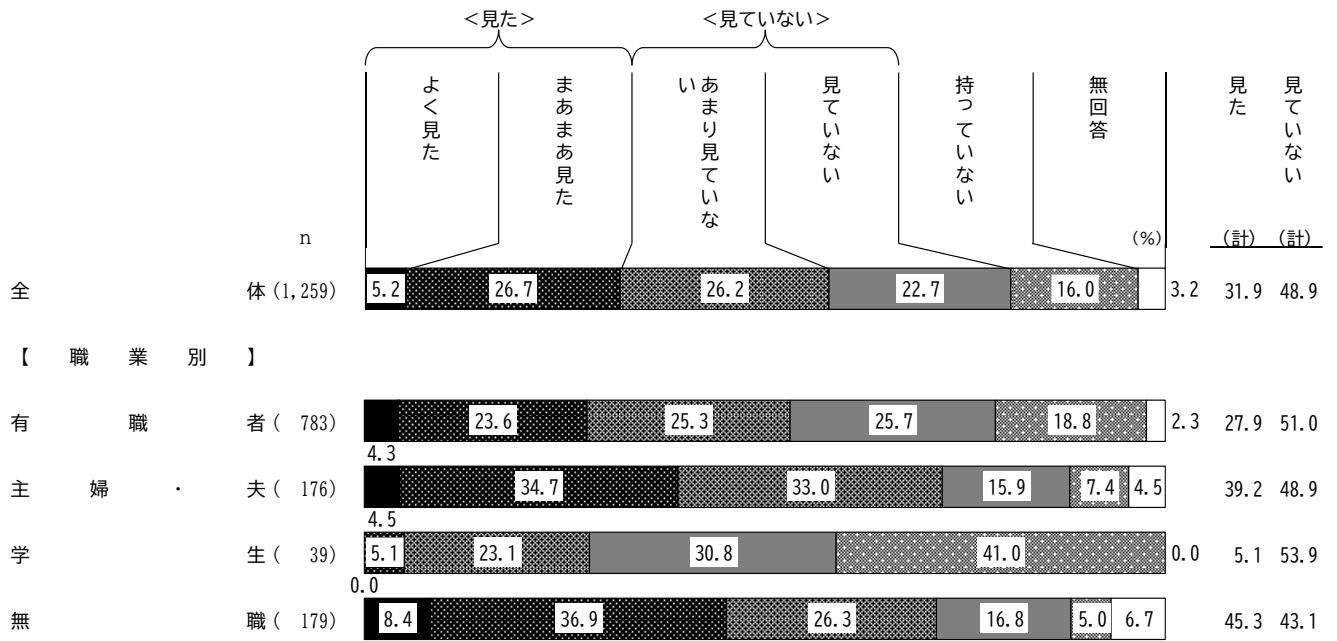 ＜見た＞ ＜見ていない＞
よく見た
まあまあ見た
あまり見ていない
見ていない
持っていない
無回答
見た
見ていない
n (%) (計) (計)
全体 (1,259) 5.2 26.7 26.2 22.7 16.0 3.2 31.9 48.9
【職業別】
有職者 ( 783) 23.6 25.3 25.7 18.8 2.3 27.9 51.0
4.3
主婦・夫 ( 176) 34.7 33.0 15.9 7.4 4.5 39.2 48.9
4.5
学生 ( 39) 5.1 23.1 30.8 41.0 0.0 5.1 53.9
0.0
無職 ( 179) 8.4 36.9 26.3 16.8 5.0 6.7 45.3 43.1